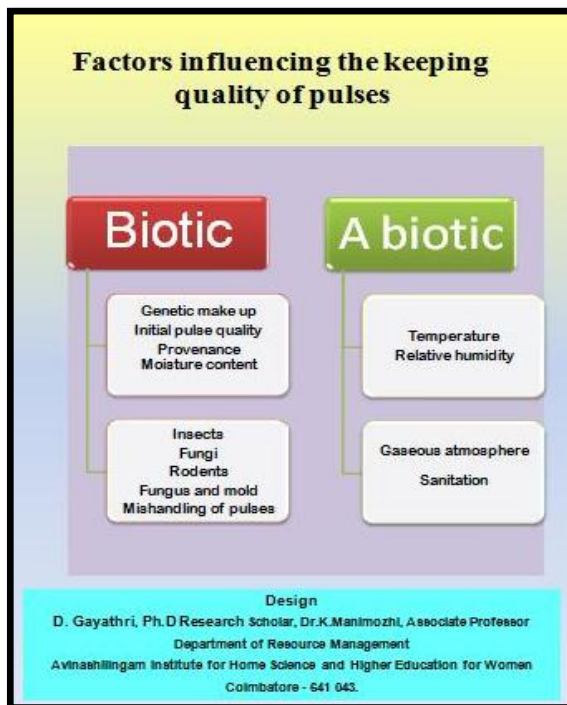 Factors influencing the keeping
quality of pulses
Biotic
Genetic make up
Initial pulse quality
Provenance
Moisture content
Insects
Fungi
Rodents
Fungus and mold
Mishandling of pulses
A biotic
Temperature
Relative humidity
Gaseous atmosphere
Sanitation
Design
D. Gayathri, Ph.D Research Scholar, Dr.K.Manimozhi, Associate Professor
Department of Resource Management
Avinashilingam Institute for Home Science and Higher Education for Women
Coimbatore - 641 043.